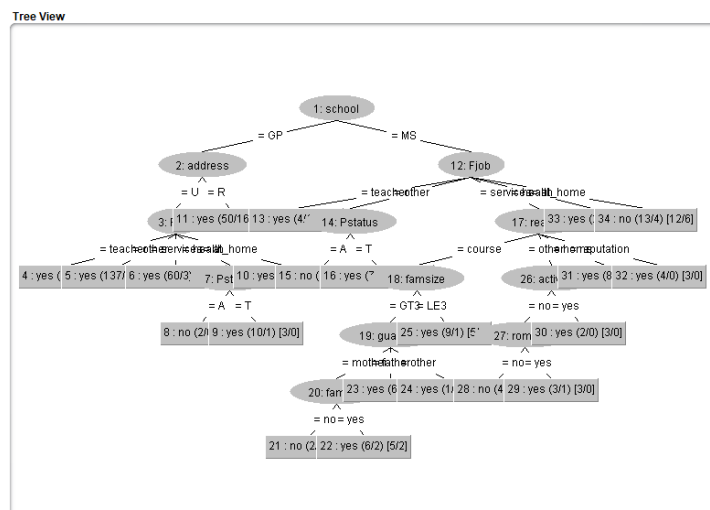 Tree View
1: school
= GP = MS
2: address 12: Fjob
= U = R = teacher = other = services = health = at_home
3: 11 : yes (50/16 13 : yes (4/ 14: Pstatus 17: 33 : yes ( 34 : no (13/4) [12/6]
= teacher = other = services = health = at_home = A = T = course = other = home = reputation
4 : yes ( 5 : yes (137/ 6 : yes (60/3 7: 10 : yes 15 : no ( 16 : yes 18: famsize 26: 31 : yes (8 32 : yes (4/0) [3/0]
= A = T = GT3 = LE3 = no = yes
8 : no (2/ 9 : yes (10/1) [3/0] 19: 25 : yes (9/1) [5 27: 30 : yes (2/0) [3/0]
= mother = father = other = no = yes
20: 23 : yes (6 24 : yes (1/ 28 : no (4 29 : yes (3/1) [3/0]
= no = yes
21 : no (2 22 : yes (6/2) [5/2]